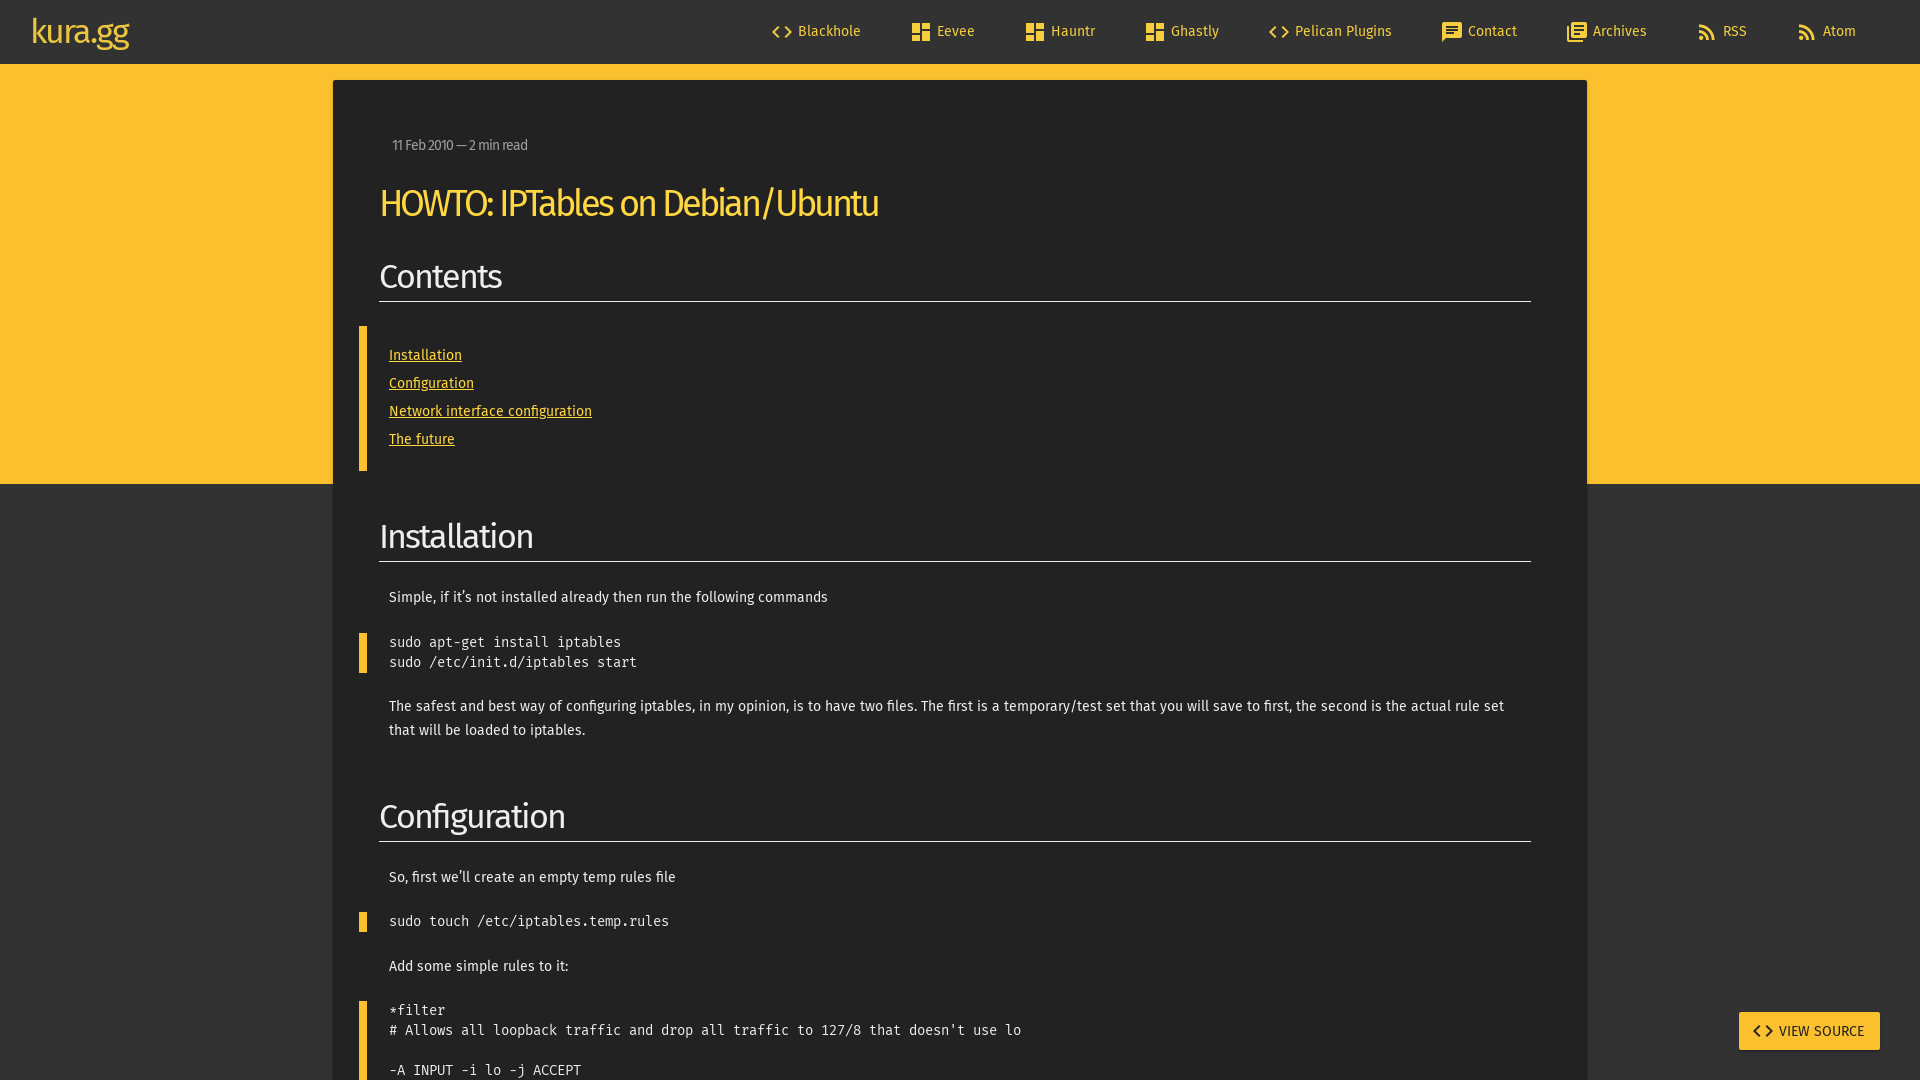 kura.gg
Blackhole
Eevee
Hauntr
Ghastly
Pelican Plugins
Contact
Archives
RSS
Atom
11 Feb 2010 — 2 min read
HOWTO: IPTables on Debian/Ubuntu
Contents
Installation
Configuration
Network interface configuration
The future
Installation
Simple, if it’s not installed already then run the following commands
sudo apt-get install iptables
sudo /etc/init.d/iptables start
The safest and best way of configuring iptables, in my opinion, is to have two files. The first is a temporary/test set that you will save to first, the second is the actual rule set
that will be loaded to iptables.
Configuration
So, first we’ll create an empty temp rules file
sudo touch /etc/iptables.temp.rules
Add some simple rules to it:
*filter
# Allows all loopback traffic and drop all traffic to 127/8 that doesn't use lo
-A INPUT -i lo -j ACCEPT
VIEW SOURCE